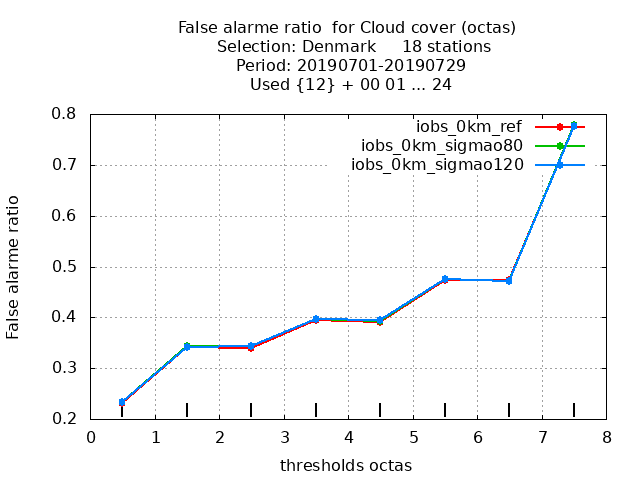 False alarme ratio  for Cloud cover (octas)
Selection: Denmark     18 stations
Period: 20190701-20190729
Used {12} + 00 01 ... 24
iobs_0km_ref
iobs_0km_sigmao80
iobs_0km_sigmao120
False alarme ratio
0.8
0.7
0.6
0.5
0.4
0.3
0.2
0 1 2 3 4 5 6 7 8
thresholds octas